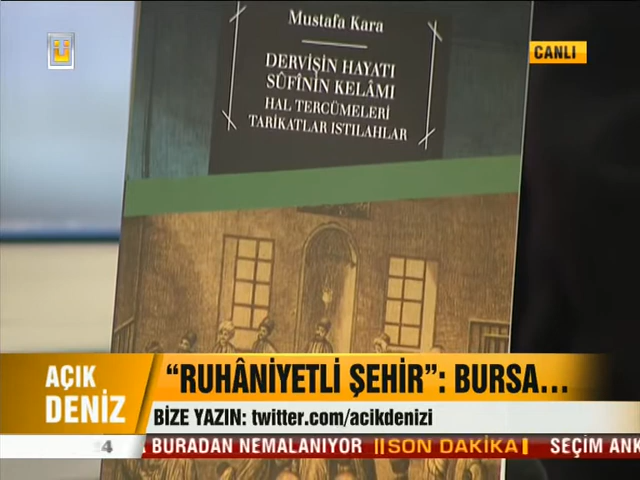 Ü
CANLI
Mustafa Kara
DERVİŞİN HAYATI
SÛFÎNİN KELÂMI
HAL TERCÜMELERİ
TARİKATLAR ISTILAHLAR
AÇIK
DENİZ
“RUHÂNİYETLİ ŞEHİR”: BURSA...
BİZE YAZIN: twitter.com/acikdenizi
BURADAN NEMALANIYOR SON DAKİKA SEÇİM ANK